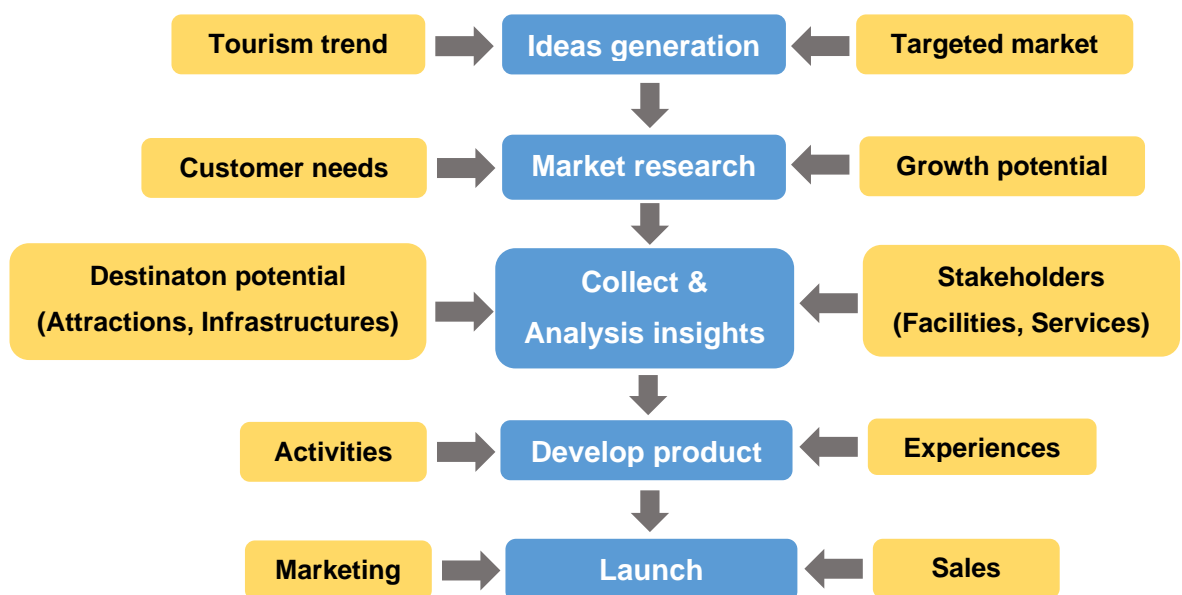 Tourism trend
Ideas generation
Targeted market
Customer needs
Market research
Growth potential
Destinaton potential
(Attractions, Infrastructures)
Collect &
Analysis insights
Stakeholders
(Facilities, Services)
Activities
Develop product
Experiences
Marketing
Launch
Sales